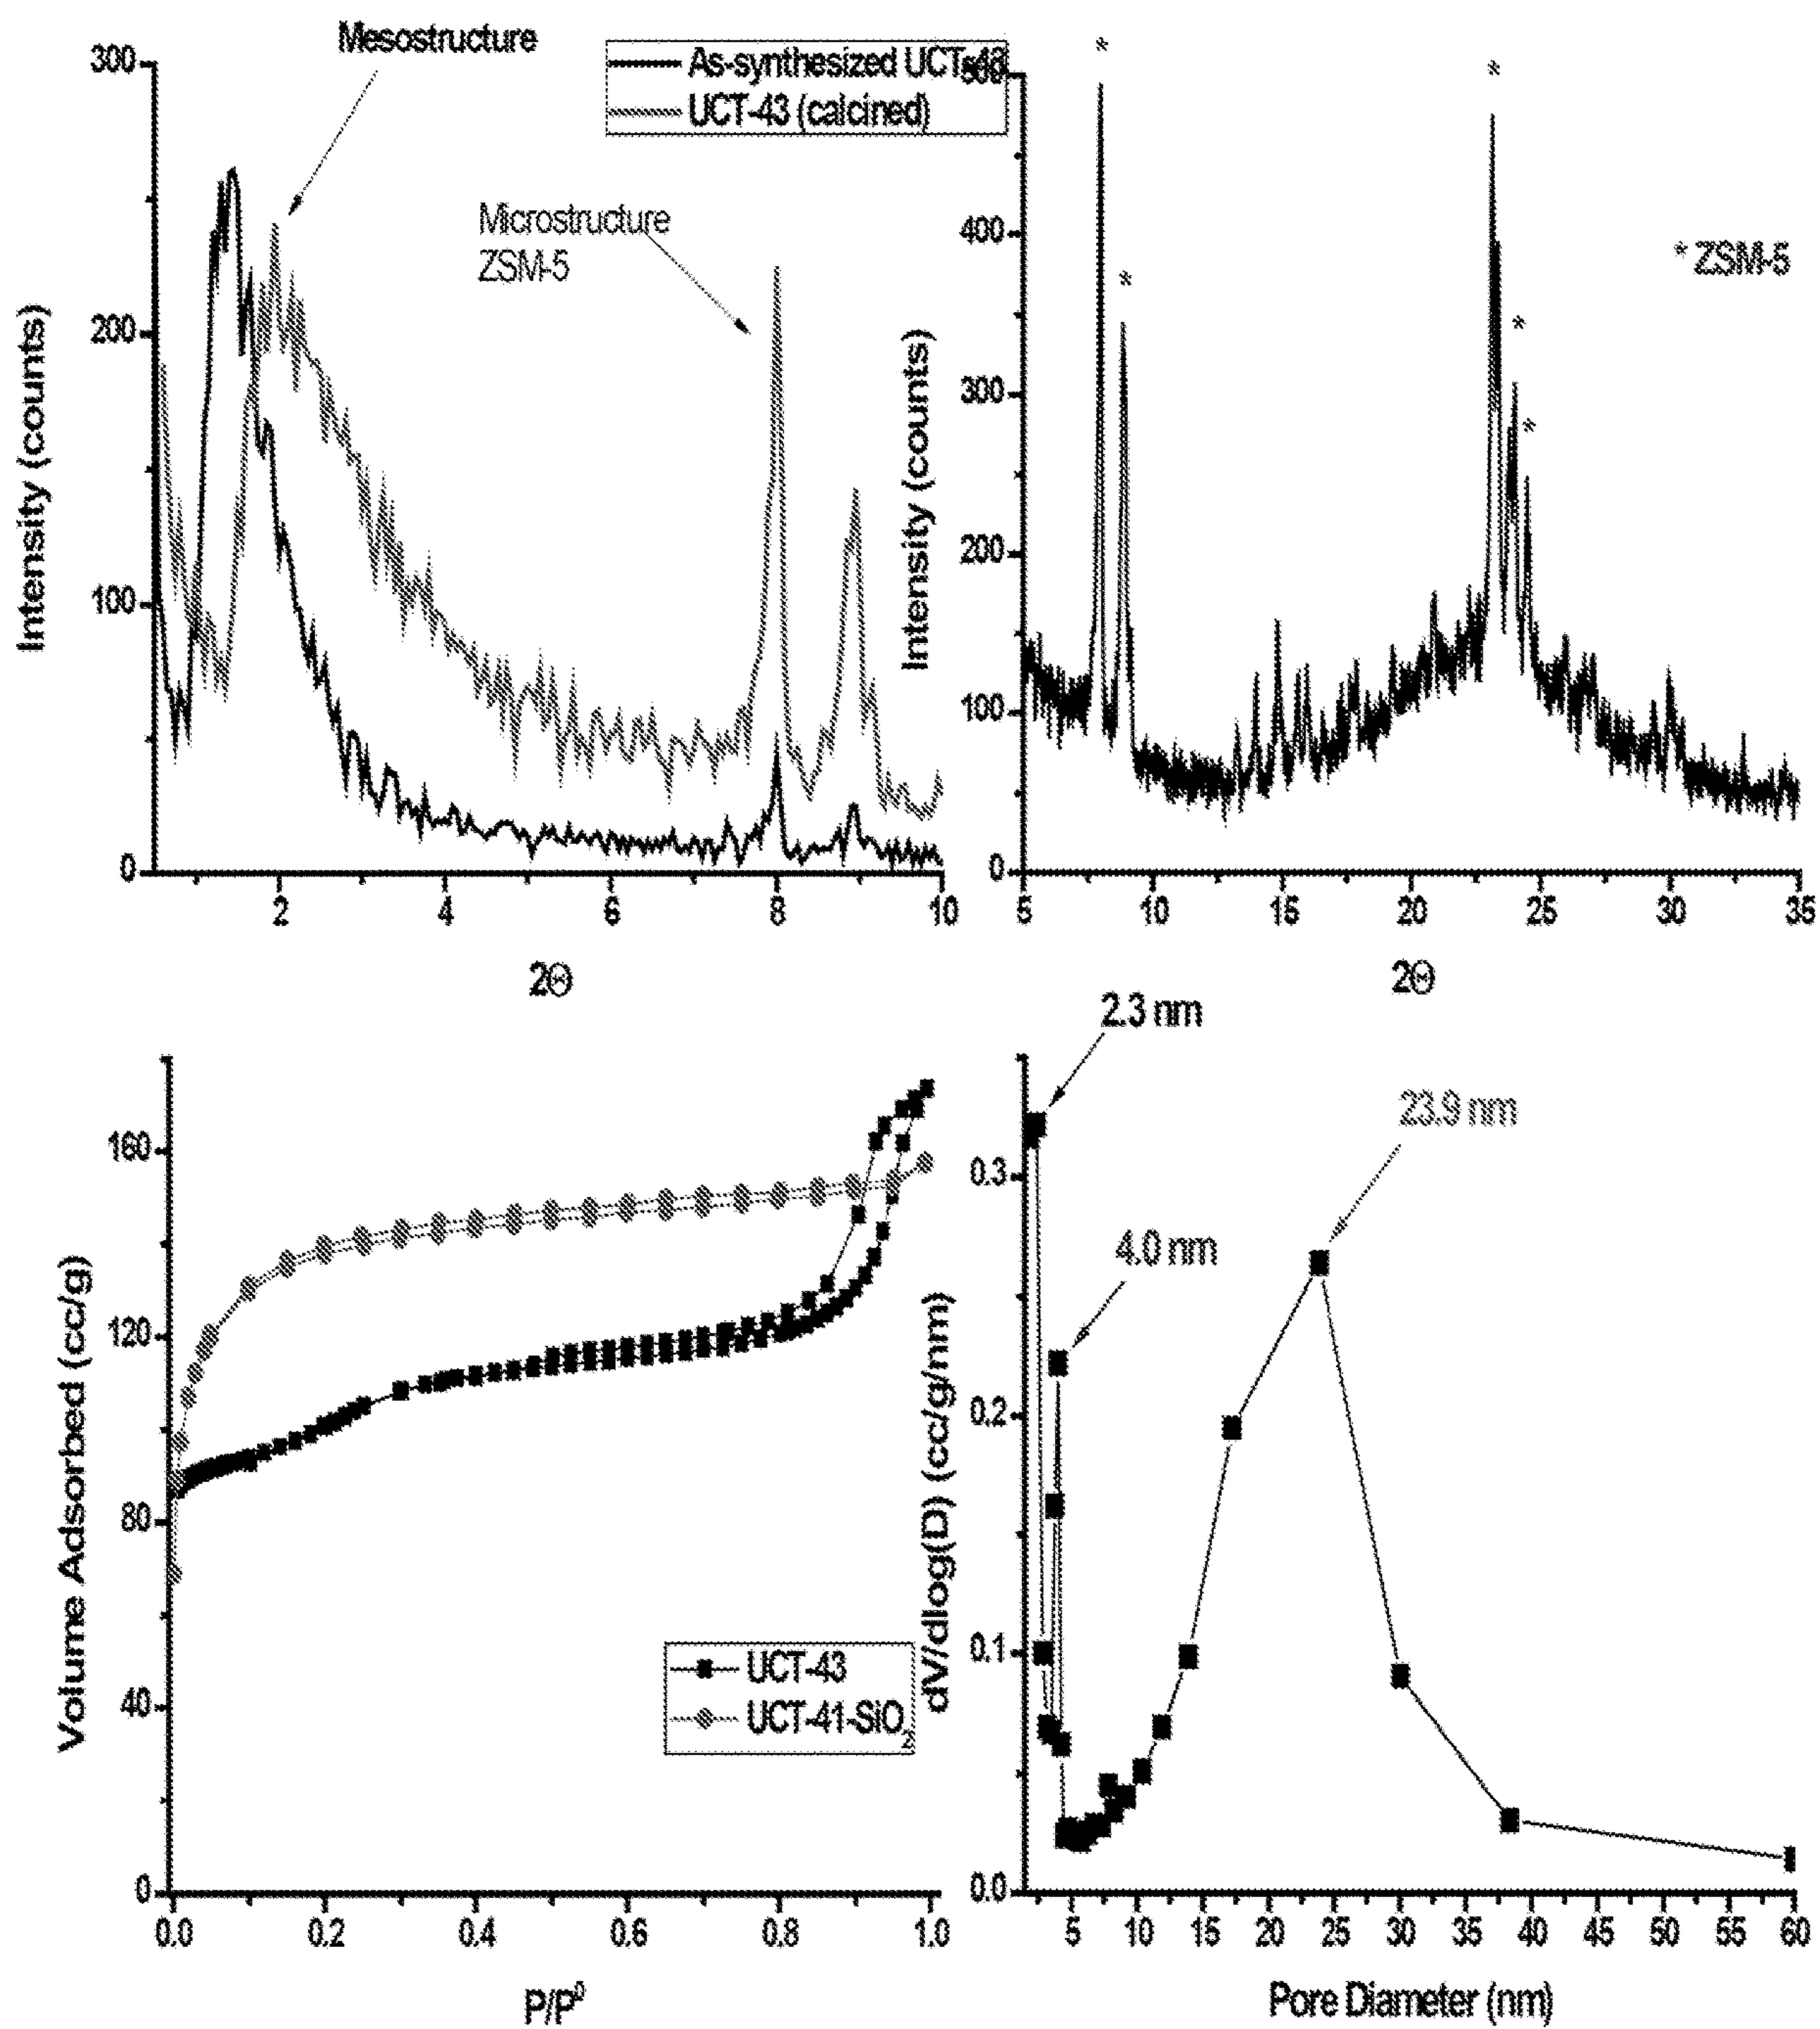 Mesostructure
As-synthesized UCT-43
UCT-43 (calcined)
Microstructure
ZSM-5
Intensity (counts)
300
200
100
0
2
4
6
8
10
2Θ
*
*
*
*
*
* ZSM-5
Intensity (counts)
500
400
300
200
100
0
5
10
15
20
25
30
35
2Θ
Volume Adsorbed (cc/g)
160
120
80
40
0
UCT-43
UCT-41-SiO2
0.0
0.2
0.4
0.6
0.8
1.0
P/P0
2.3 nm
23.9 nm
4.0 nm
dV/dlog(D) (cc/g/nm)
0.3
0.2
0.1
0.0
5
10
15
20
25
30
35
40
45
50
55
60
Pore Diameter (nm)